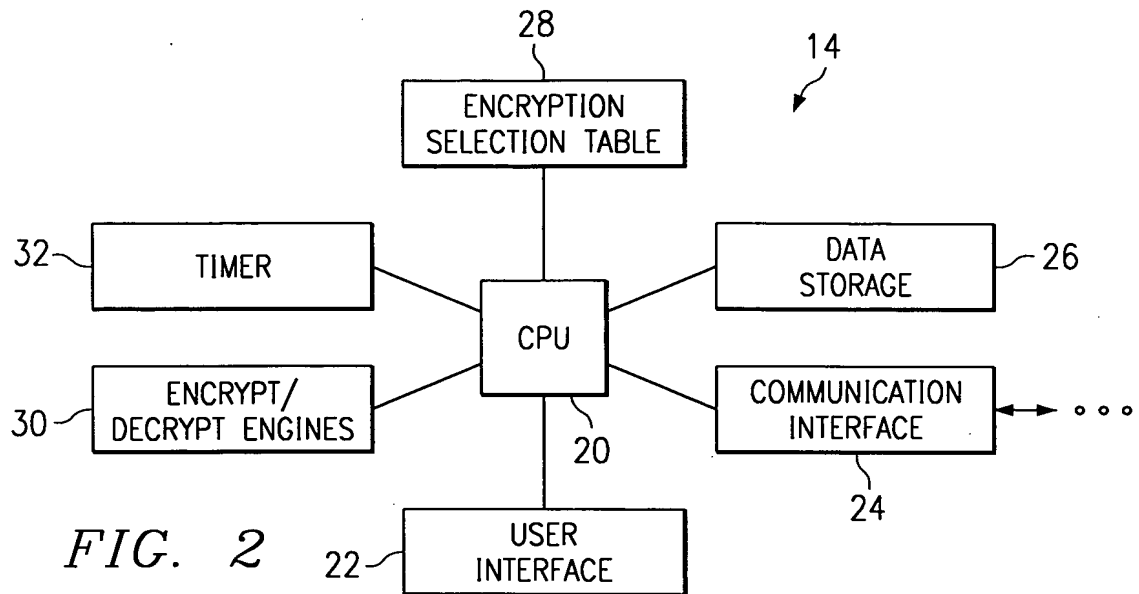 28
14
ENCRYPTION
SELECTION TABLE
32
TIMER
DATA
STORAGE
26
CPU
30
ENCRYPT/
DECRYPT ENGINES
COMMUNICATION
INTERFACE
20
24
FIG. 2
22
USER
INTERFACE